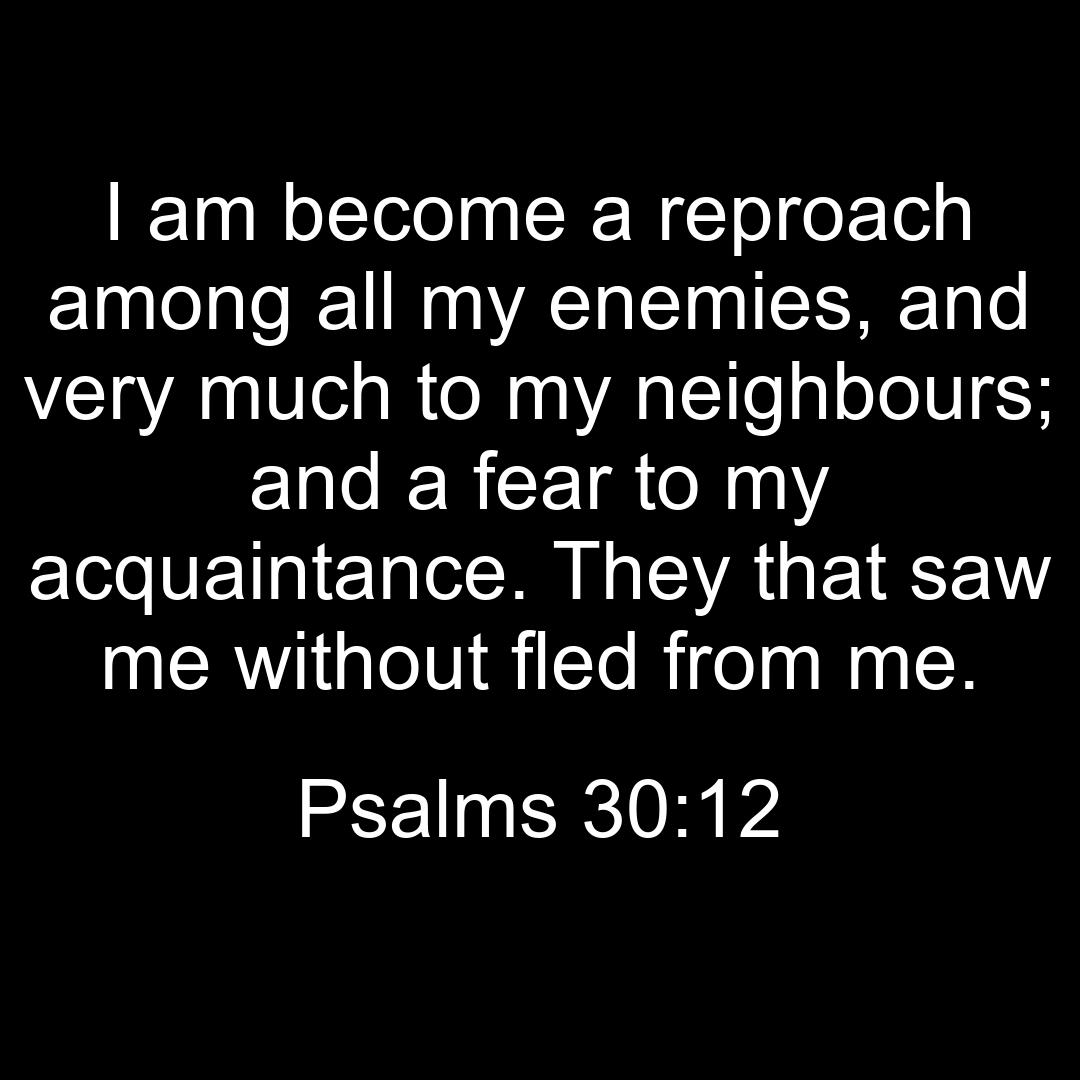 I am become a reproach
among all my enemies, and
very much to my neighbours;
and a fear to my
acquaintance. They that saw
me without fled from me.
Psalms 30:12